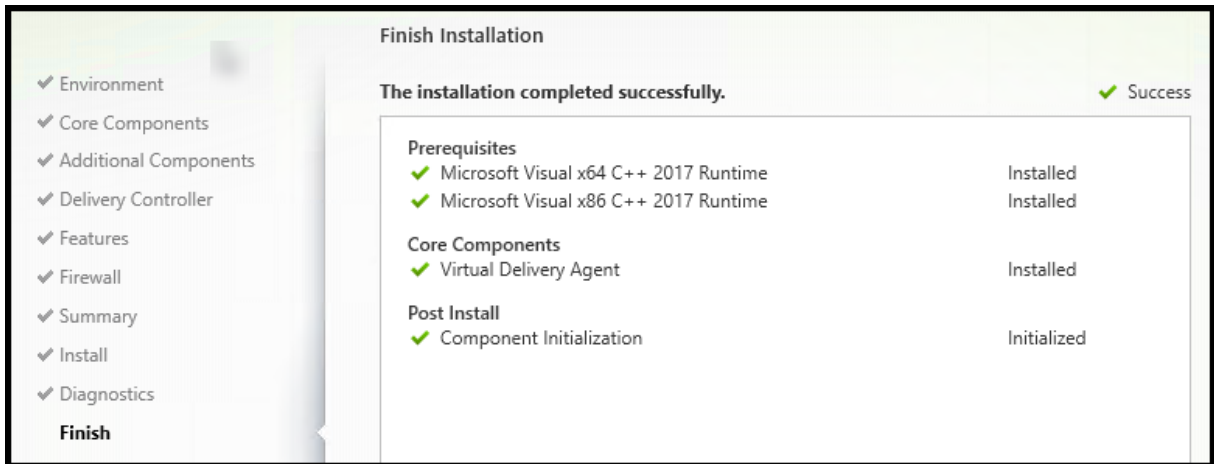 Finish Installation
Environment
Core Components
Additional Components
Delivery Controller
Features
Firewall
Summary
Install
Diagnostics
Finish
The installation completed successfully.
Success
Prerequisites
Microsoft Visual x64 C++ 2017 Runtime Installed
Microsoft Visual x86 C++ 2017 Runtime Installed
Core Components
Virtual Delivery Agent Installed
Post Install
Component Initialization Initialized